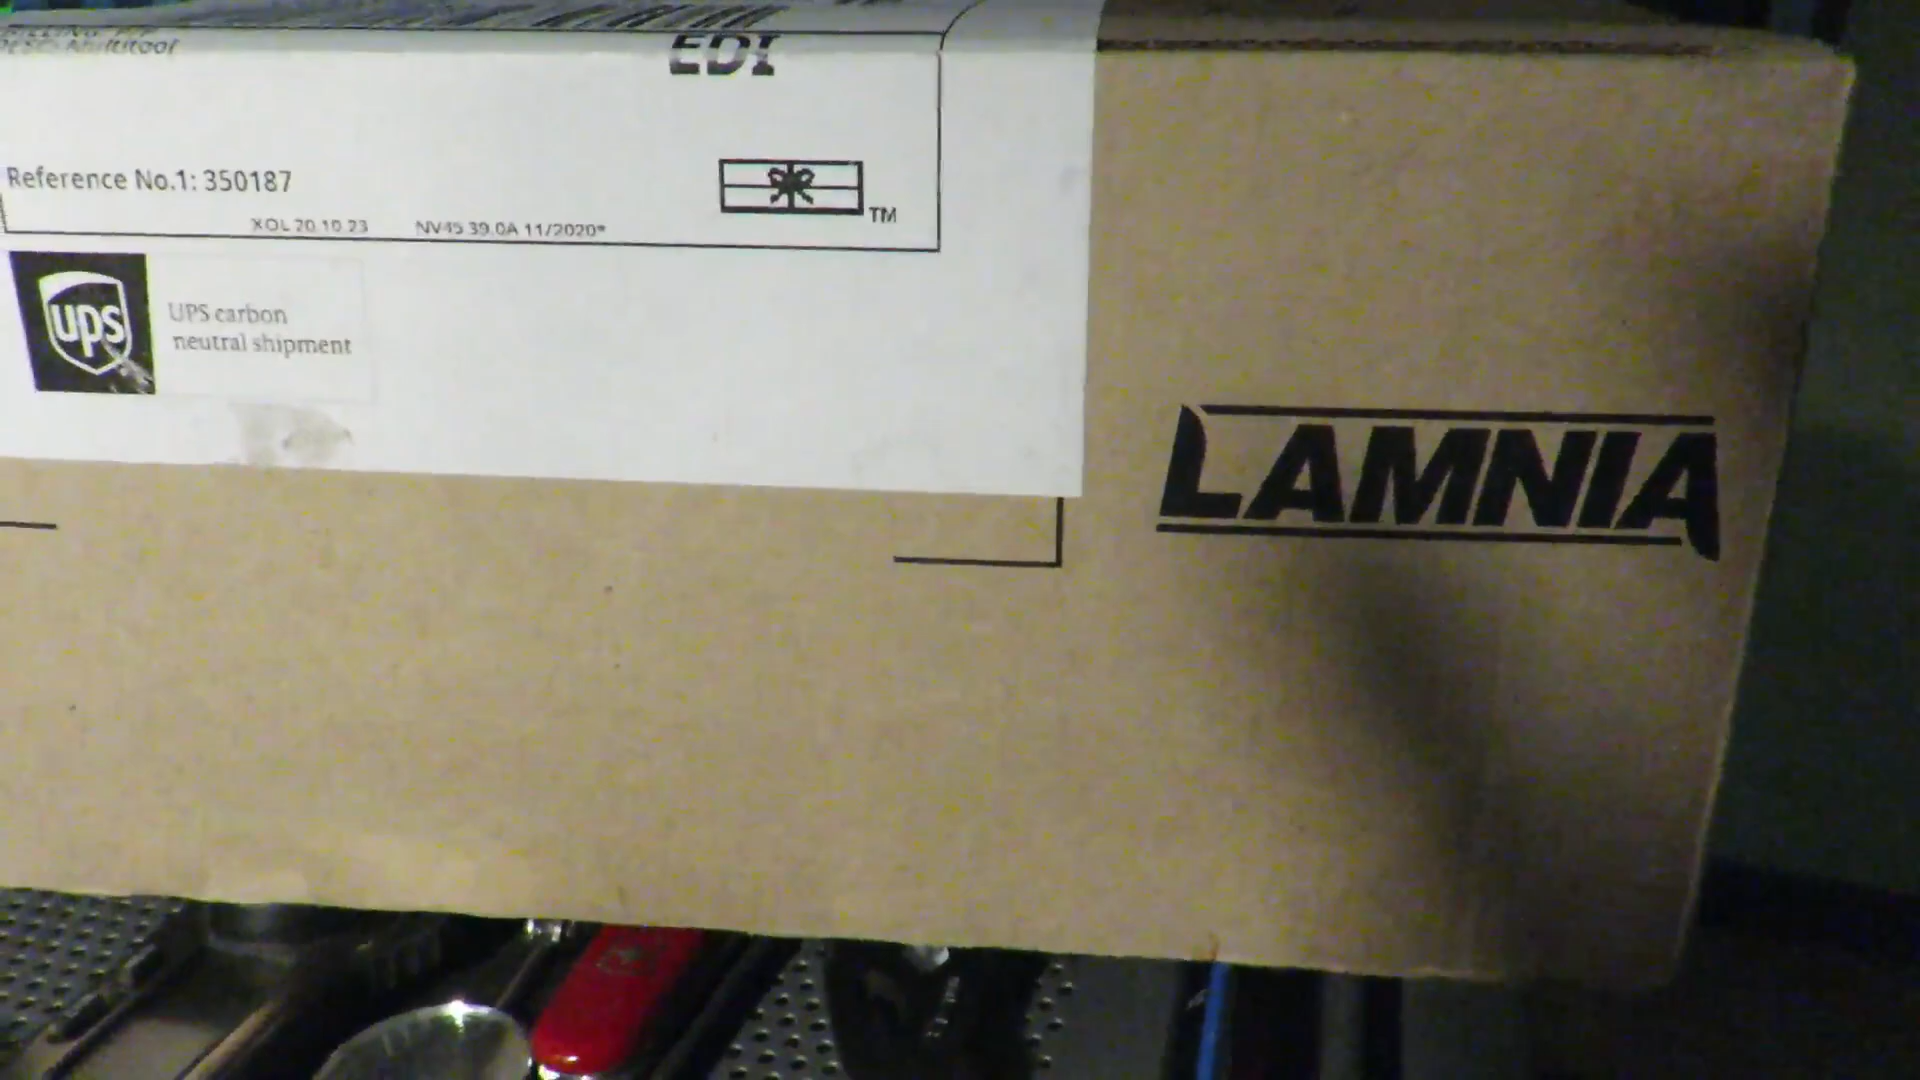 Multitool
EDI
Reference No.1: 350187
TM
XOL 20.10.23 NV45 39.0A 11/2020*
ups
UPS carbon
neutral shipment
LAMNIA